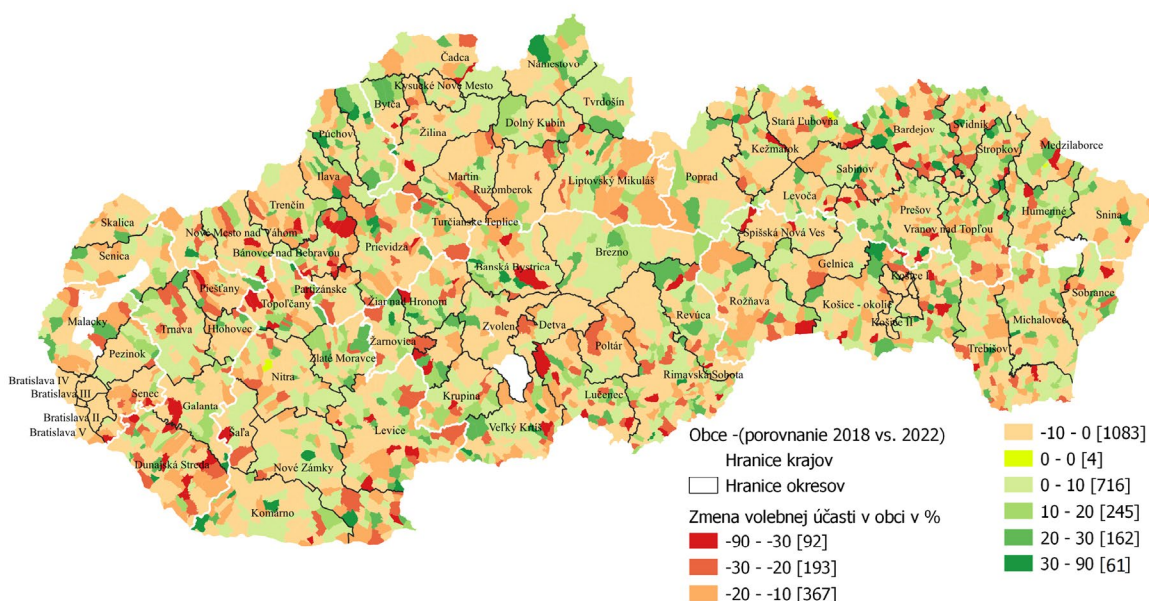 Čadca
Námestovo
Kysucké Nové Mesto
Bytča
Tvrdošín
Dolný Kubín
Púchov
Žilina
Stará Ľubovňa
Bardejov
Svidník
Stropkov
Medzilaborce
Kežmarok
Sabinov
Ilava
Martin
Ružomberok
Liptovský Mikuláš
Poprad
Levoča
Prešov
Humenné
Snina
Trenčín
Skalica
Turčianske Teplice
Nové Mesto nad Váhom
Prievidza
Senica
Bánovce nad Bebravou
Spišská Nová Ves
Vranov nad Topľou
Brezno
Banská Bystrica
Gelnica
Košice I
Piešťany
Partizánske
Topoľčany
Žiar nad Hronom
Rožňava
Košice - okolie
Sobrance
Malacky
Trnava
Hlohovec
Zvolen
Detva
Revúca
Košice II
Michalovce
Žarnovica
Poltár
Trebišov
Pezinok
Zlaté Moravce
Nitra
Rimavská Sobota
Bratislava IV
Bratislava III
Senec
Galanta
Krupina
Lučenec
Bratislava II
Bratislava V
Šaľa
Levice
Veľký Krtíš
Dunajská Streda
Nové Zámky
Komárno
Obce -(porovnanie 2018 vs. 2022)
Hranice krajov
Hranice okresov
Zmena volebnej účasti v obci v %
-90 - -30 [92]
-30 - -20 [193]
-20 - -10 [367]
-10 - 0 [1083]
0 - 0 [4]
0 - 10 [716]
10 - 20 [245]
20 - 30 [162]
30 - 90 [61]